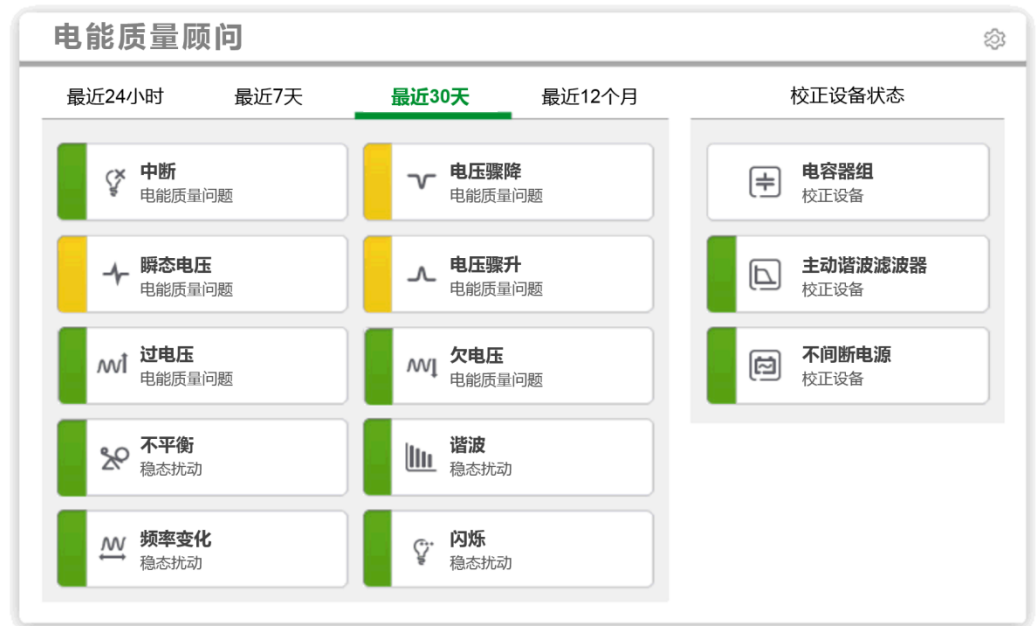 电能质量顾问
最近24小时
最近7天
最近30天
最近12个月
校正设备状态
中断
电能质量问题
电压骤降
电能质量问题
电容器组
校正设备
瞬态电压
电能质量问题
电压骤升
电能质量问题
主动谐波滤波器
校正设备
过电压
电能质量问题
欠电压
电能质量问题
不间断电源
校正设备
不平衡
稳态扰动
谐波
稳态扰动
频率变化
稳态扰动
闪烁
稳态扰动